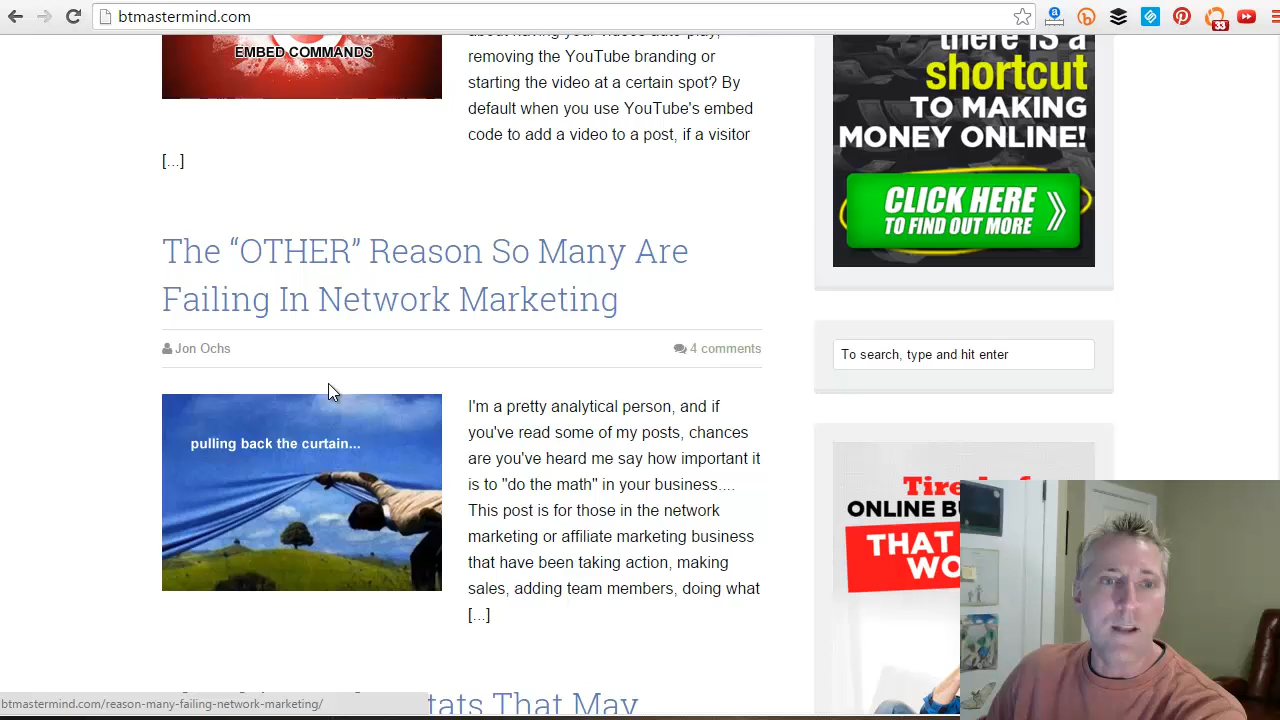 btmastermind.com
33
EMBED COMMANDS
about having your videos auto-play,
removing the YouTube branding or
starting the video at a certain spot? By
default when you use YouTube's embed
code to add a video to a post, if a visitor
[...]
The “OTHER” Reason So Many Are
Failing In Network Marketing
Jon Ochs
4 comments
pulling back the curtain...
I'm a pretty analytical person, and if
you've read some of my posts, chances
are you've heard me say how important it
is to "do the math" in your business....
This post is for those in the network
marketing or affiliate marketing business
that have been taking action, making
sales, adding team members, doing what
[...]
tats That May
there is a
shortcut
TO MAKING
MONEY ONLINE!
CLICK HERE
TO FIND OUT MORE
To search, type and hit enter
ONLINE
THAT
btmastermind.com/reason-many-failing-network-marketing/